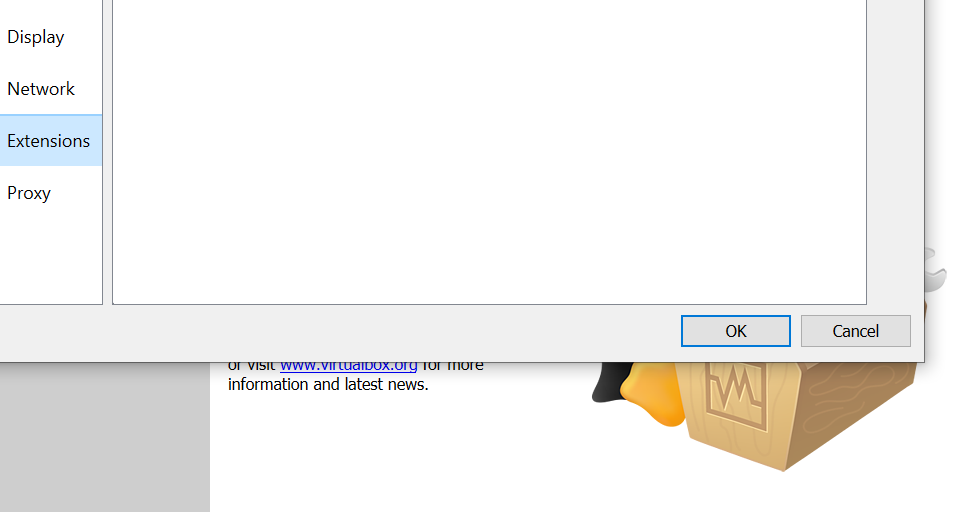 Display
Network
Extensions
Proxy
OK
Cancel
or visit www.virtualbox.org for more
information and latest news.